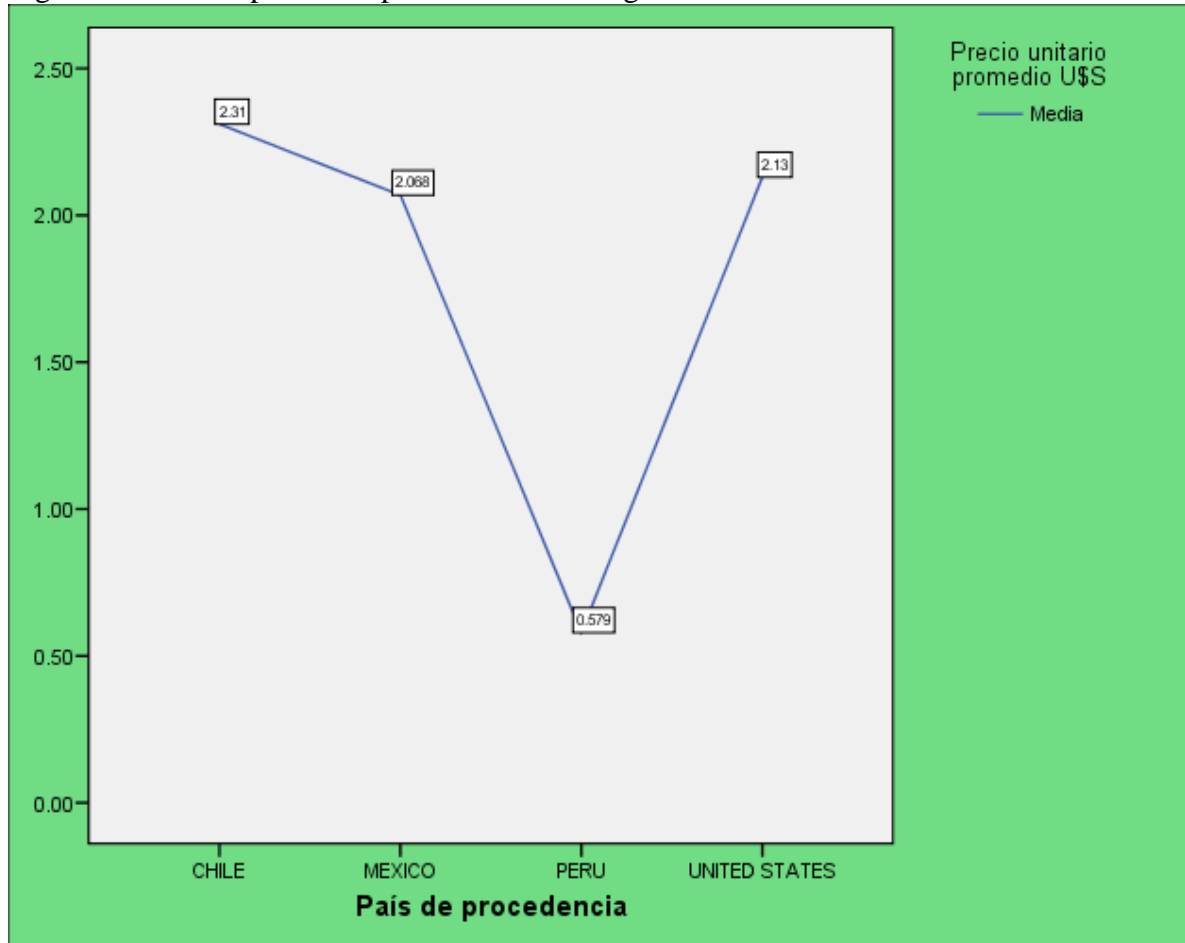 Precio unitario
promedio U$S
Media
2.50
2.00
1.50
1.00
0.50
0.00
2.31
2.068
0.579
2.13
CHILE
MEXICO
PERU
UNITED STATES
País de procedencia